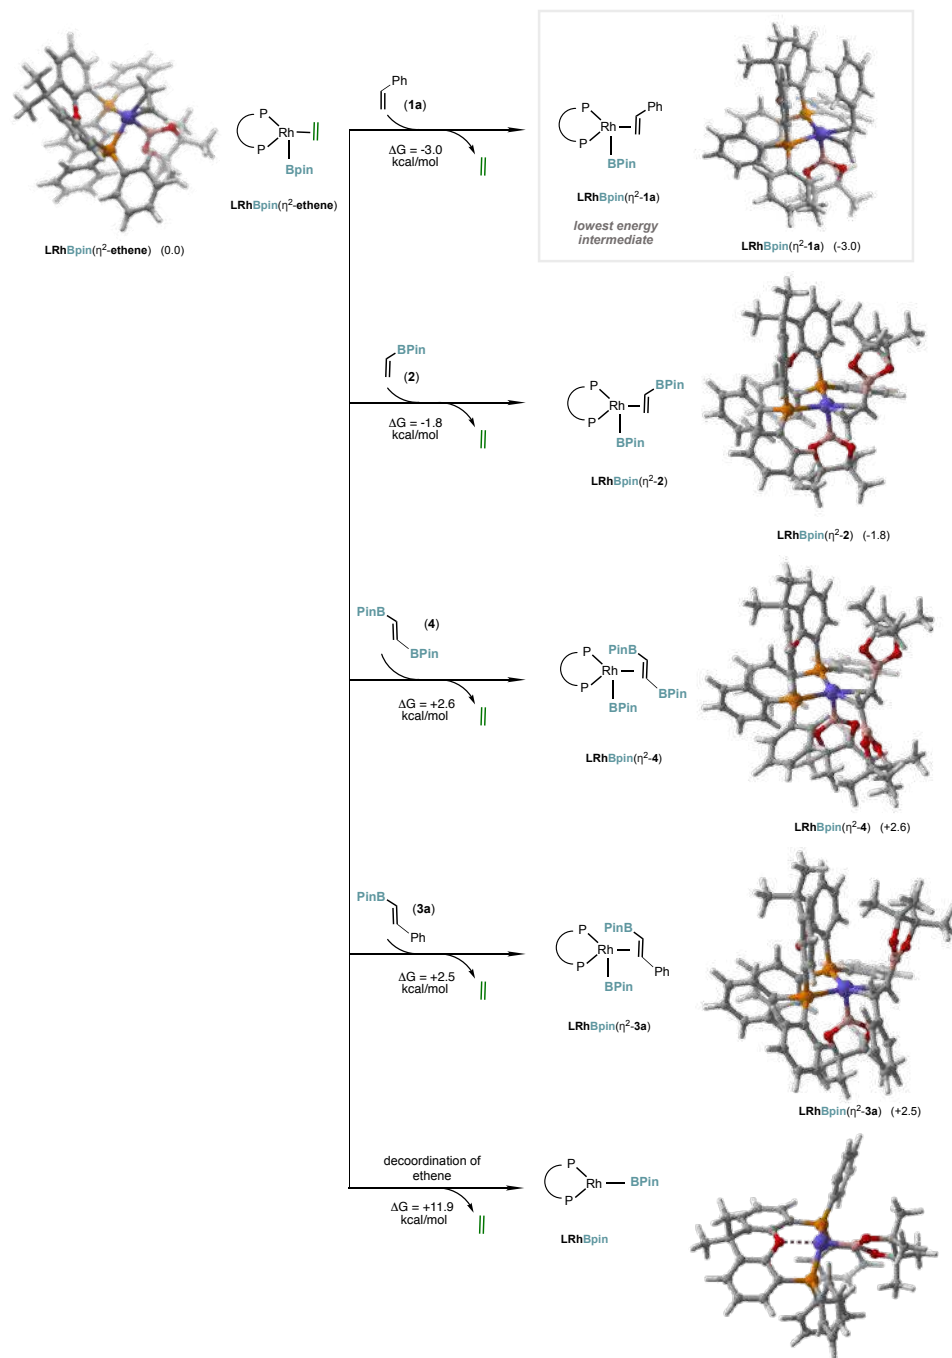 Ph
(1a)
ΔG = -3.0
kcal/mol
P
Rh
P
Bpin
LRhBpin(η²-ethene)
LRhBpin(η²-ethene) (0.0)
P
Rh
P
Ph
BPin
LRhBpin(η²-1a)
lowest energy
intermediate
LRhBpin(η²-1a) (-3.0)
BPin
(2)
ΔG = -1.8
kcal/mol
P
Rh
P
BPin
BPin
LRhBpin(η²-2)
LRhBpin(η²-2) (-1.8)
PinB
(4)
BPin
ΔG = +2.6
kcal/mol
P
PinB
Rh
P
BPin
BPin
LRhBpin(η²-4)
LRhBpin(η²-4) (+2.6)
PinB
(3a)
Ph
ΔG = +2.5
kcal/mol
P
PinB
Rh
P
Ph
BPin
LRhBpin(η²-3a)
LRhBpin(η²-3a) (+2.5)
decoordination of
ethene
ΔG = +11.9
kcal/mol
P
Rh
BPin
P
LRhBpin